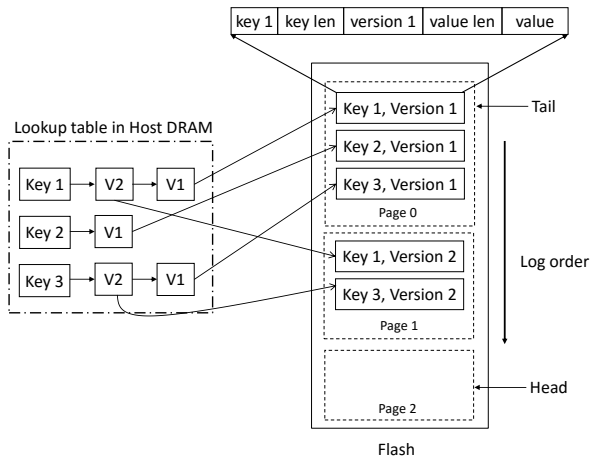 key 1 key len version 1 value len value
Lookup table in Host DRAM
Key 1 V2 V1
Key 2 V1
Key 3 V2 V1
Key 1, Version 1
Key 2, Version 1
Key 3, Version 1
Page 0
Key 1, Version 2
Key 3, Version 2
Page 1
Page 2
Flash
Tail
Log order
Head